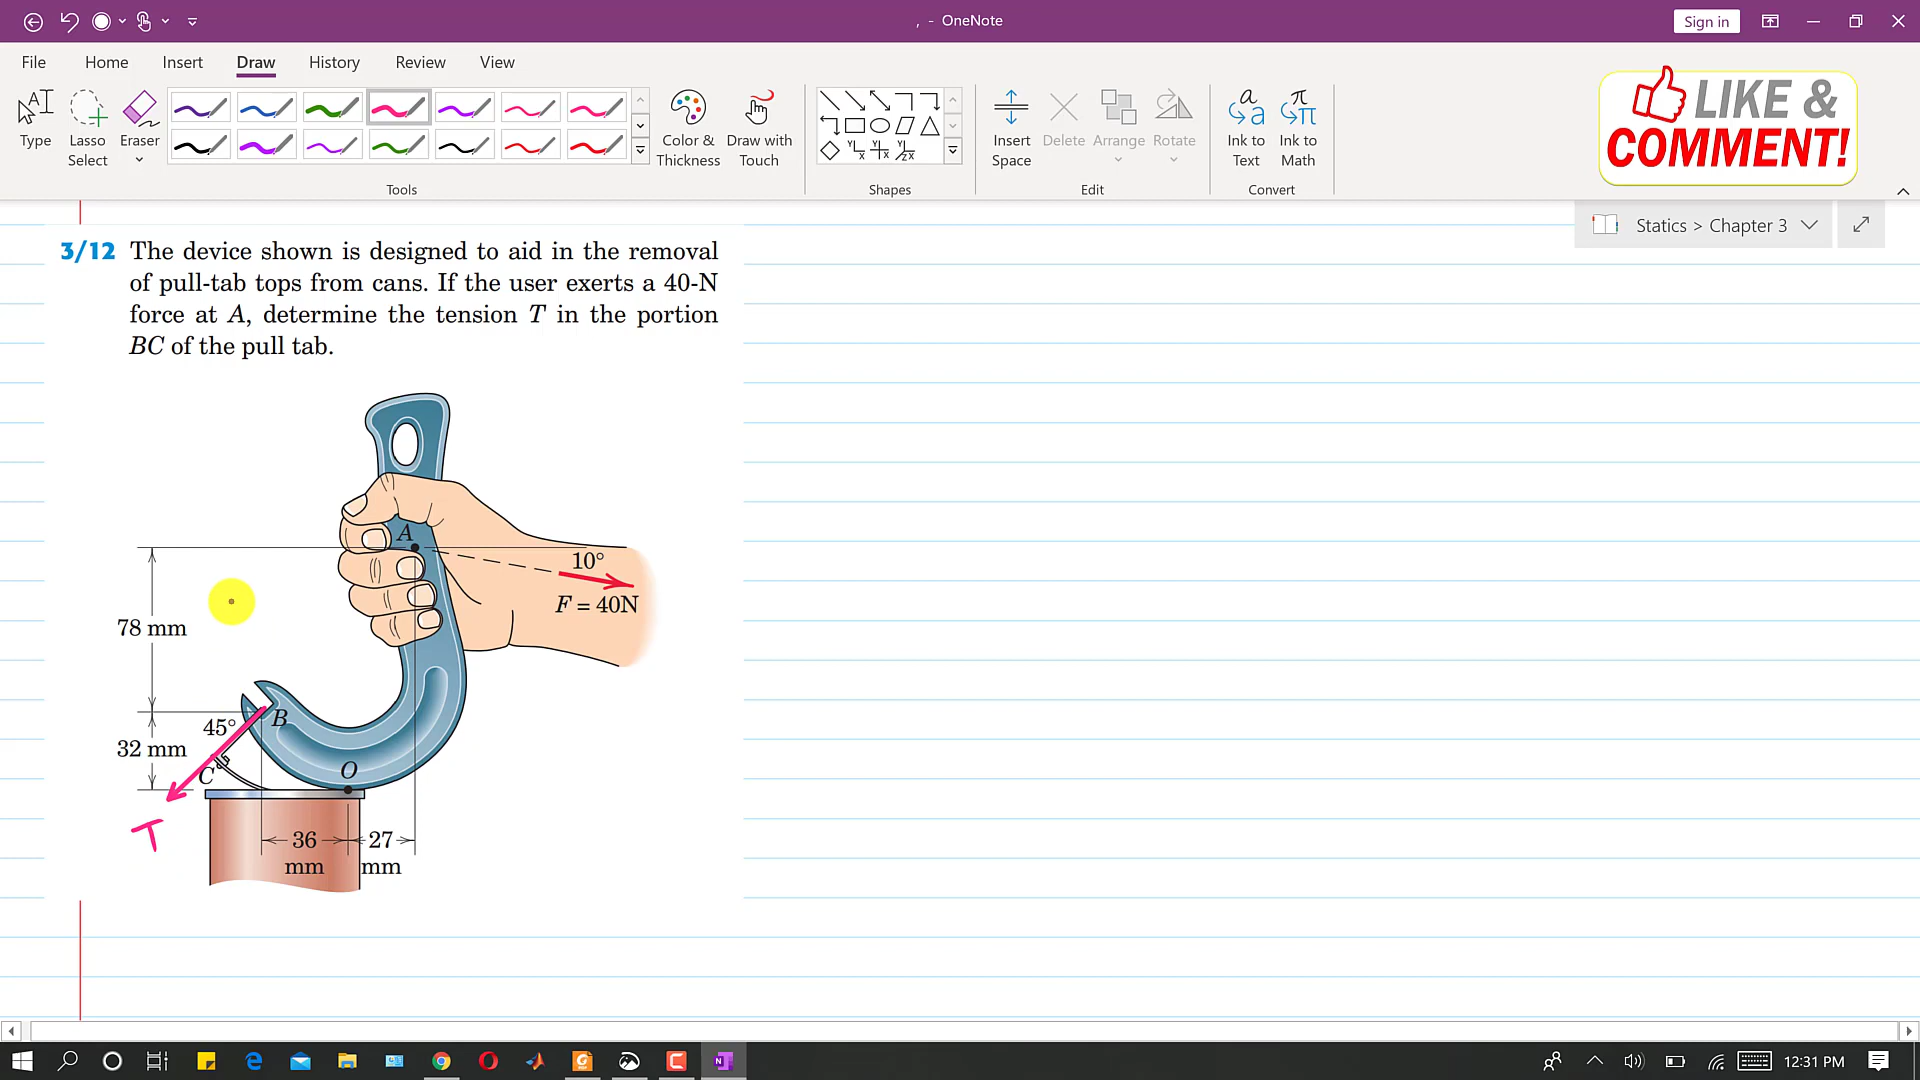 , - OneNote
Sign in
File Home Insert Draw History Review View
Type
Lasso Select
Eraser
Color & Thickness
Draw with Touch
Insert Space
Delete
Arrange
Rotate
Ink to Text
Ink to Math
Tools
Shapes
Edit
Convert
LIKE &
COMMENT!
Statics > Chapter 3
3/12 The device shown is designed to aid in the removal
of pull-tab tops from cans. If the user exerts a 40-N
force at A, determine the tension T in the portion
BC of the pull tab.
A
10°
F = 40N
78 mm
45°
B
32 mm
C
O
T
36 mm
27 mm
12:31 PM